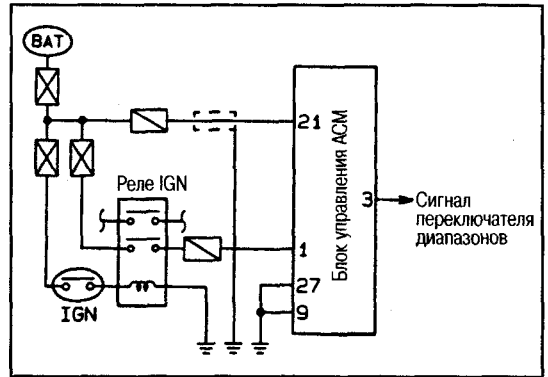 BAT
21
Реле IGN
Блок управления АСМ
3
Сигнал
переключателя
диапазонов
1
27
9
IGN